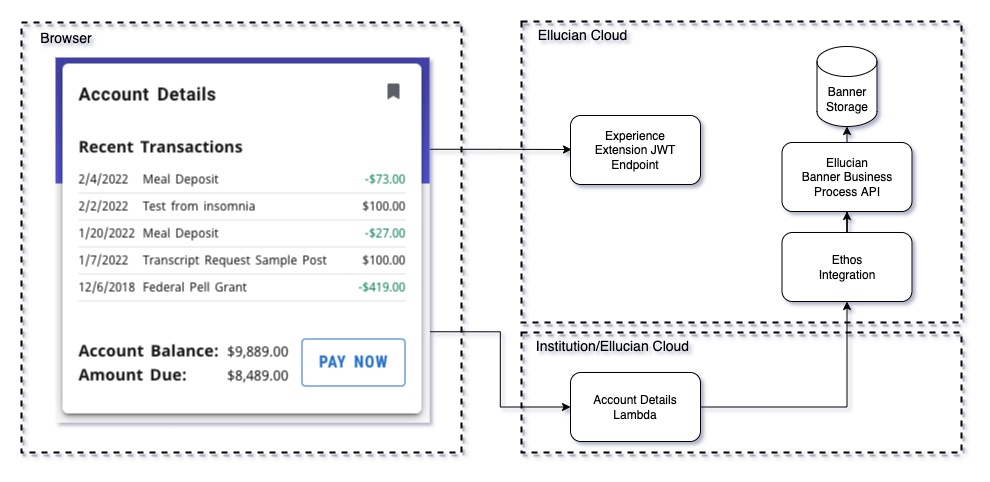 Browser
Account Details
Recent Transactions
2/4/2022 Meal Deposit -$73.00
2/2/2022 Test from insomnia $100.00
1/20/2022 Meal Deposit -$27.00
1/7/2022 Transcript Request Sample Post $100.00
12/6/2018 Federal Pell Grant -$419.00
Account Balance: $9,889.00
Amount Due: $8,489.00
PAY NOW
Ellucian Cloud
Experience
Extension JWT
Endpoint
Banner
Storage
Ellucian
Banner Business
Process API
Ethos
Integration
Institution/Ellucian Cloud
Account Details
Lambda